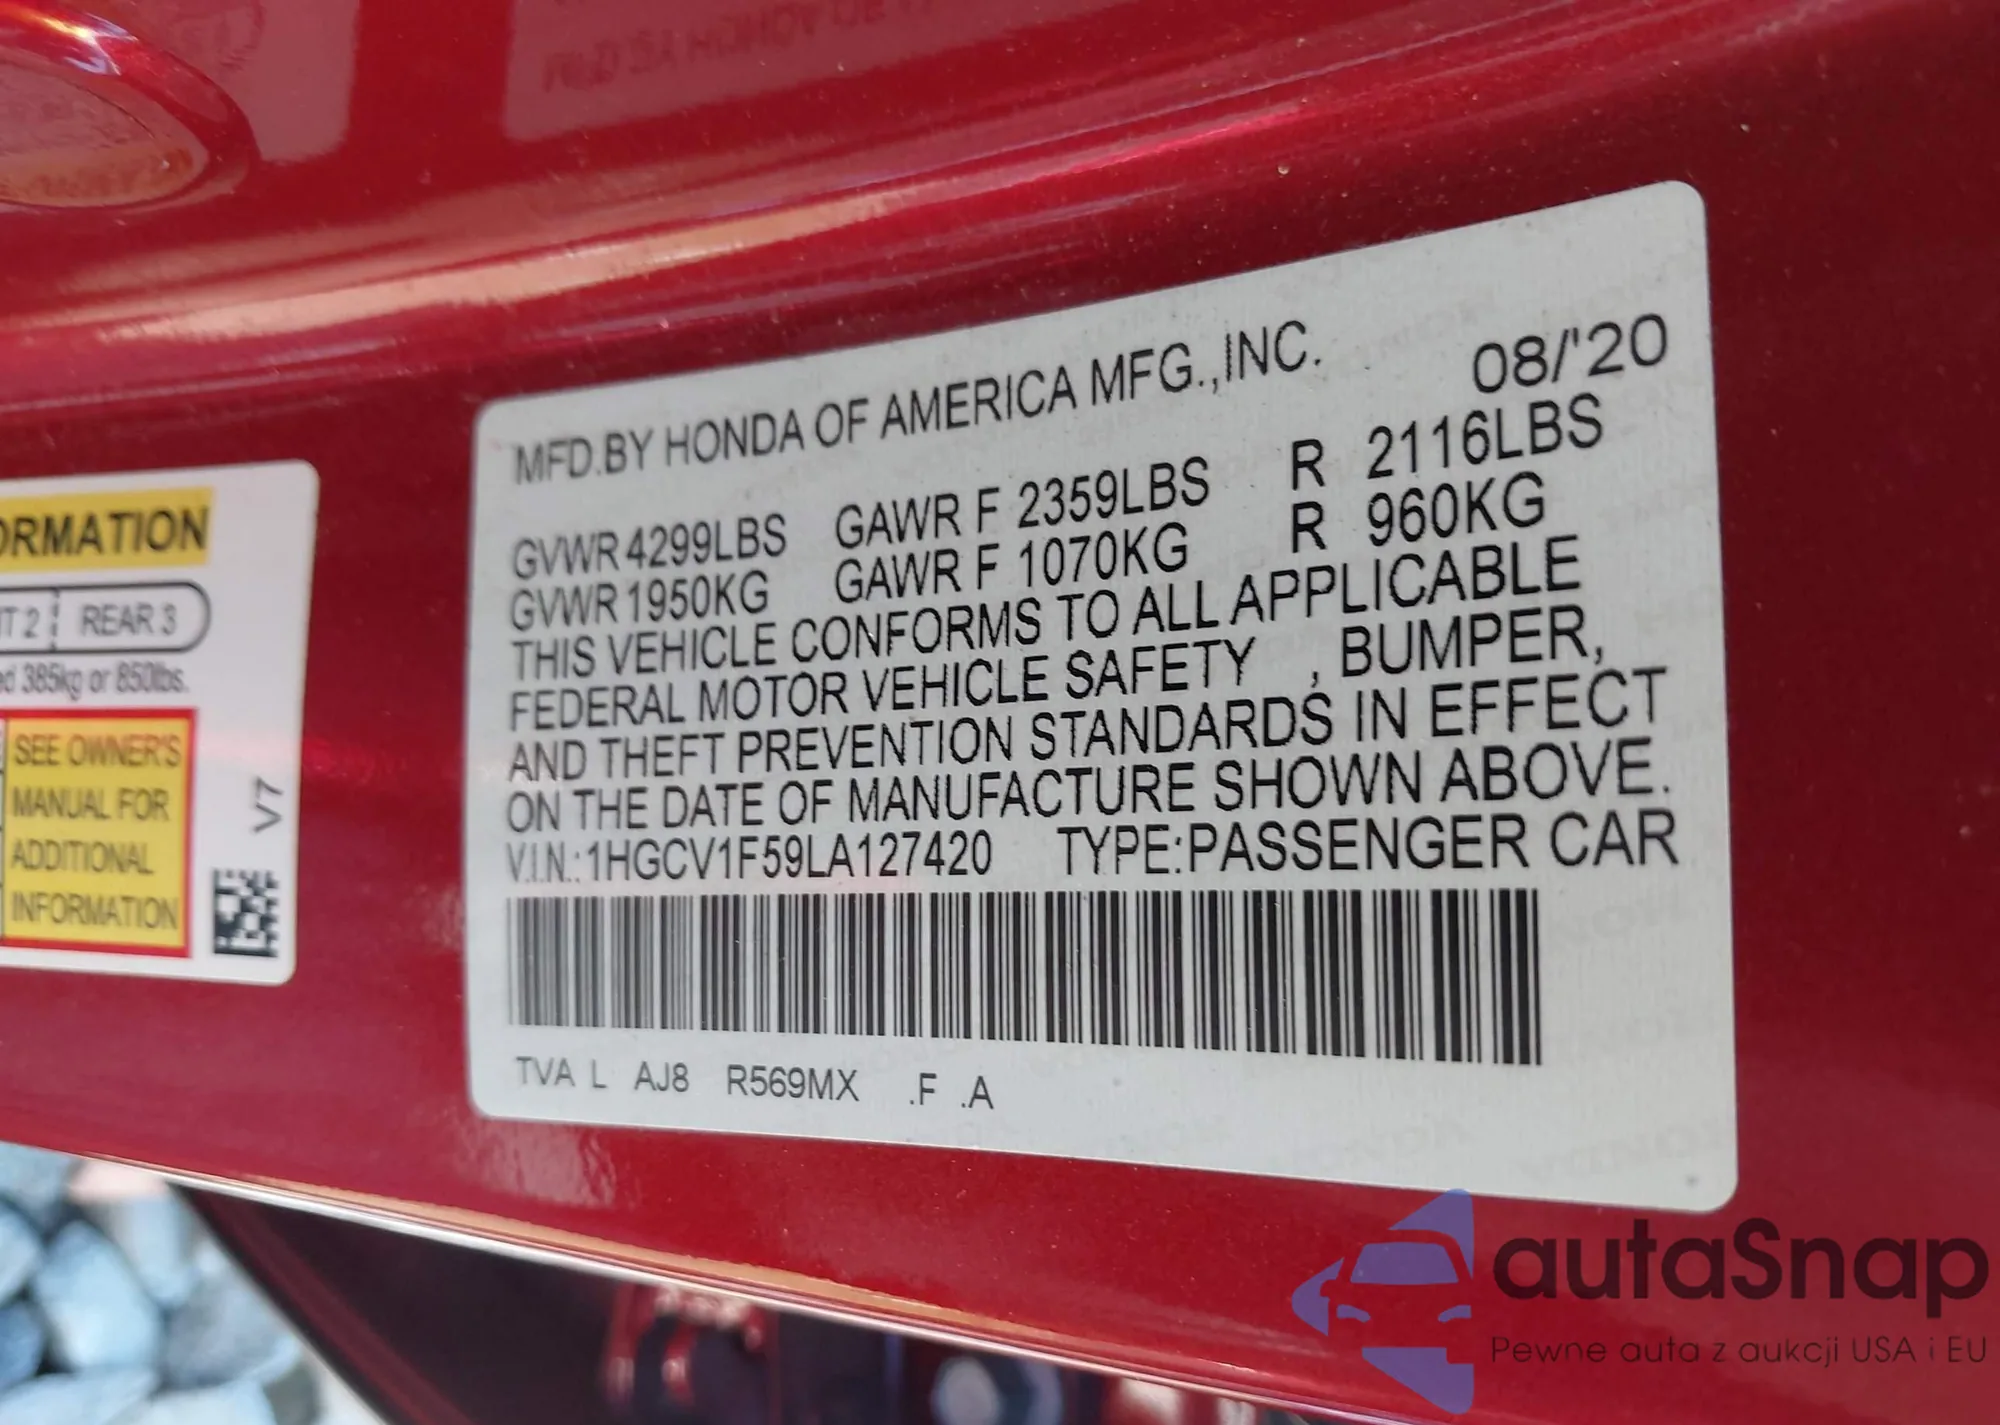 MFD.BY HONDA OF AMERICA MFG.,INC. 08/'20
GVWR 4299LBS GAWR F 2359LBS R 2116LBS
GVWR 1950KG GAWR F 1070KG R 960KG
THIS VEHICLE CONFORMS TO ALL APPLICABLE
FEDERAL MOTOR VEHICLE SAFETY , BUMPER,
AND THEFT PREVENTION STANDARDS IN EFFECT
ON THE DATE OF MANUFACTURE SHOWN ABOVE.
V.I.N.: 1HGCV1F59LA127420 TYPE:PASSENGER CAR
TVA L AJ8 R569MX .F .A
REAR 3
385kg or 850lbs.
SEE OWNER'S
MANUAL FOR
ADDITIONAL
INFORMATION
V7
autaSnap
Pewne auta z aukcji USA i EU